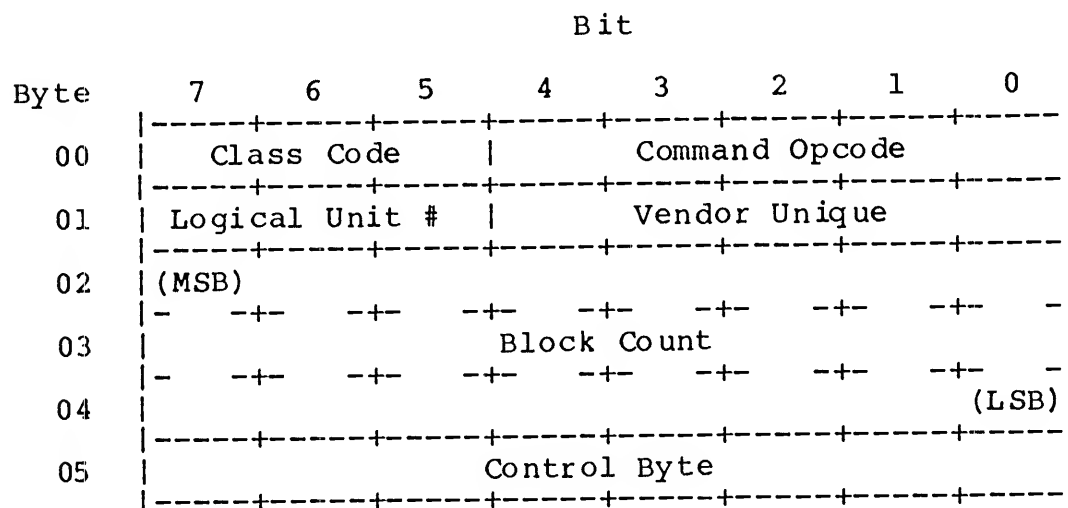 Bit
Byte 7 6 5 4 3 2 1 0
00 Class Code Command Opcode
01 Logical Unit # Vendor Unique
02 (MSB)
03 Block Count
04 (LSB)
05 Control Byte